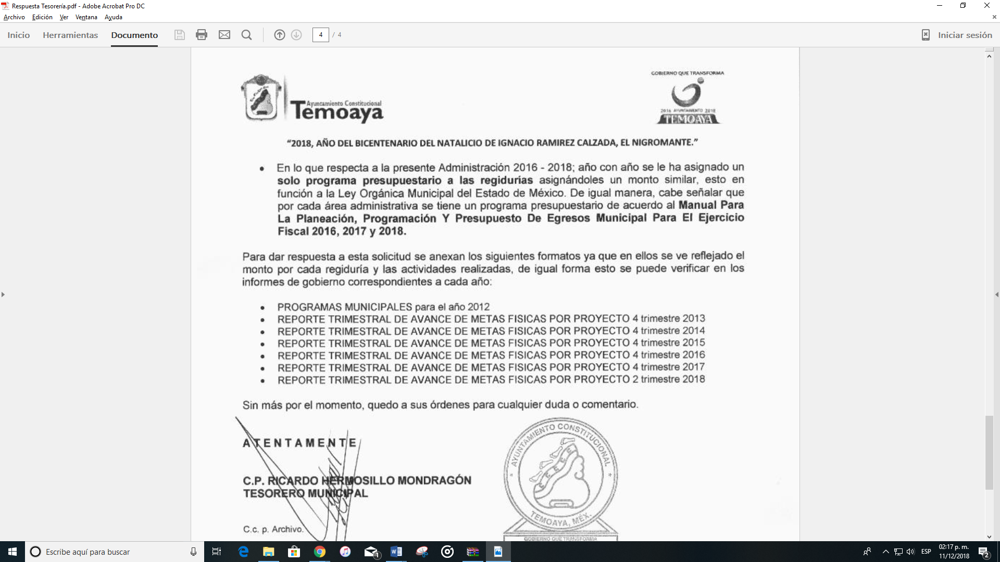 Respuesta Tesorería.pdf - Adobe Acrobat Pro DC
Archivo Edición Ver Ventana Ayuda
Inicio Herramientas Documento 4 / 4 Iniciar sesión
GOBIERNO QUE TRANSFORMA
Ayuntamiento Constitucional
Temoaya
2016 AYUNTAMIENTO 2018
TEMOAYA
“2018, AÑO DEL BICENTENARIO DEL NATALICIO DE IGNACIO RAMIREZ CALZADA, EL NIGROMANTE.”
• En lo que respecta a la presente Administración 2016 - 2018; año con año se le ha asignado un
solo programa presupuestario a las regidurías asignándoles un monto similar, esto en
función a la Ley Orgánica Municipal del Estado de México. De igual manera, cabe señalar que
por cada área administrativa se tiene un programa presupuestario de acuerdo al Manual Para
La Planeación, Programación Y Presupuesto De Egresos Municipal Para El Ejercicio
Fiscal 2016, 2017 y 2018.
Para dar respuesta a esta solicitud se anexan los siguientes formatos ya que en ellos se ve reflejado el
monto por cada regiduría y las actividades realizadas, de igual forma esto se puede verificar en los
informes de gobierno correspondientes a cada año:
• PROGRAMAS MUNICIPALES para el año 2012
• REPORTE TRIMESTRAL DE AVANCE DE METAS FISICAS POR PROYECTO 4 trimestre 2013
• REPORTE TRIMESTRAL DE AVANCE DE METAS FISICAS POR PROYECTO 4 trimestre 2014
• REPORTE TRIMESTRAL DE AVANCE DE METAS FISICAS POR PROYECTO 4 trimestre 2015
• REPORTE TRIMESTRAL DE AVANCE DE METAS FISICAS POR PROYECTO 4 trimestre 2016
• REPORTE TRIMESTRAL DE AVANCE DE METAS FISICAS POR PROYECTO 4 trimestre 2017
• REPORTE TRIMESTRAL DE AVANCE DE METAS FISICAS POR PROYECTO 2 trimestre 2018
Sin más por el momento, quedo a sus órdenes para cualquier duda o comentario.
A T E N T A M E N T E
C.P. RICARDO HERMOSILLO MONDRAGÓN
TESORERO MUNICIPAL
C.c. p. Archivo.
* AYUNTAMIENTO CONSTITUCIONAL *
TEMOAYA, MÉX.
GOBIERNO QUE TRANSFORMA
Escribe aquí para buscar
1
ESP
02:17 p. m.
11/12/2018
2